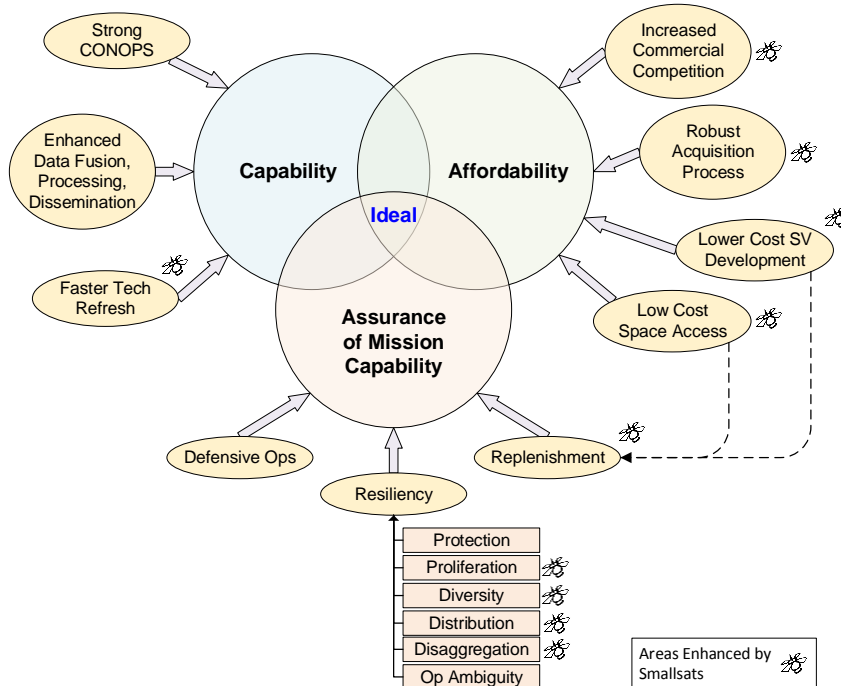 Strong
CONOPS
Increased
Commercial
Competition
Enhanced
Data Fusion,
Processing,
Dissemination
Capability
Affordability
Robust
Acquisition
Process
Ideal
Lower Cost SV
Development
Faster Tech
Refresh
Low Cost
Space Access
Assurance
of Mission
Capability
Defensive Ops
Replenishment
Resiliency
Protection
Proliferation
Diversity
Distribution
Disaggregation
Op Ambiguity
Areas Enhanced by
Smallsats